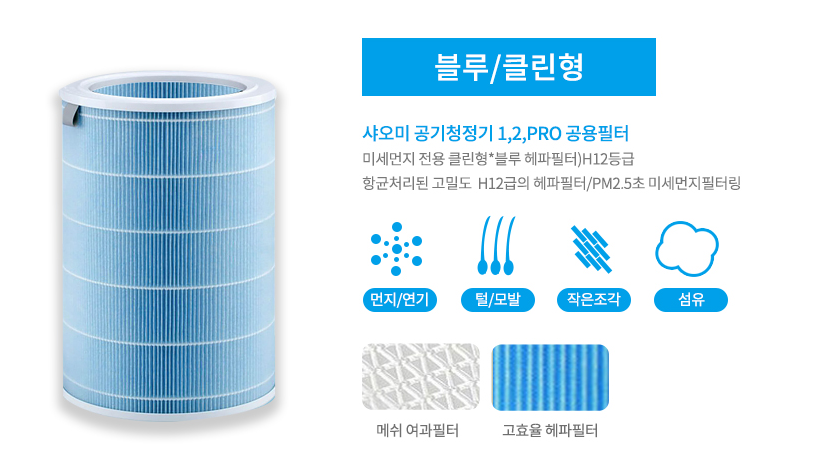 블루/클린형
샤오미 공기청정기 1,2,PRO 공용필터
미세먼지 전용 클린형*블루 헤파필터)H12등급
항균처리된 고밀도 H12급의 헤파필터/PM2.5초 미세먼지필터링
먼지/연기
털/모발
작은조각
섬유
메쉬 여과필터
고효율 헤파필터